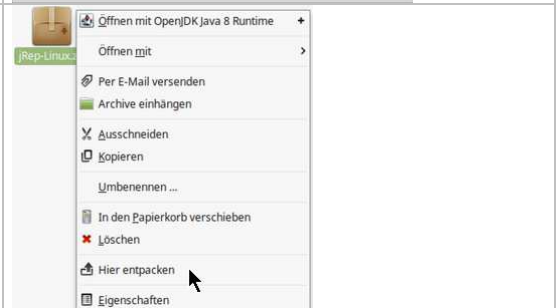 jRep-Linux.z
Öffnen mit OpenJDK Java 8 Runtime
Öffnen mit
Per E-Mail versenden
Archive einhängen
Ausschneiden
Kopieren
Umbenennen ...
In den Papierkorb verschieben
Löschen
Hier entpacken
Eigenschaften